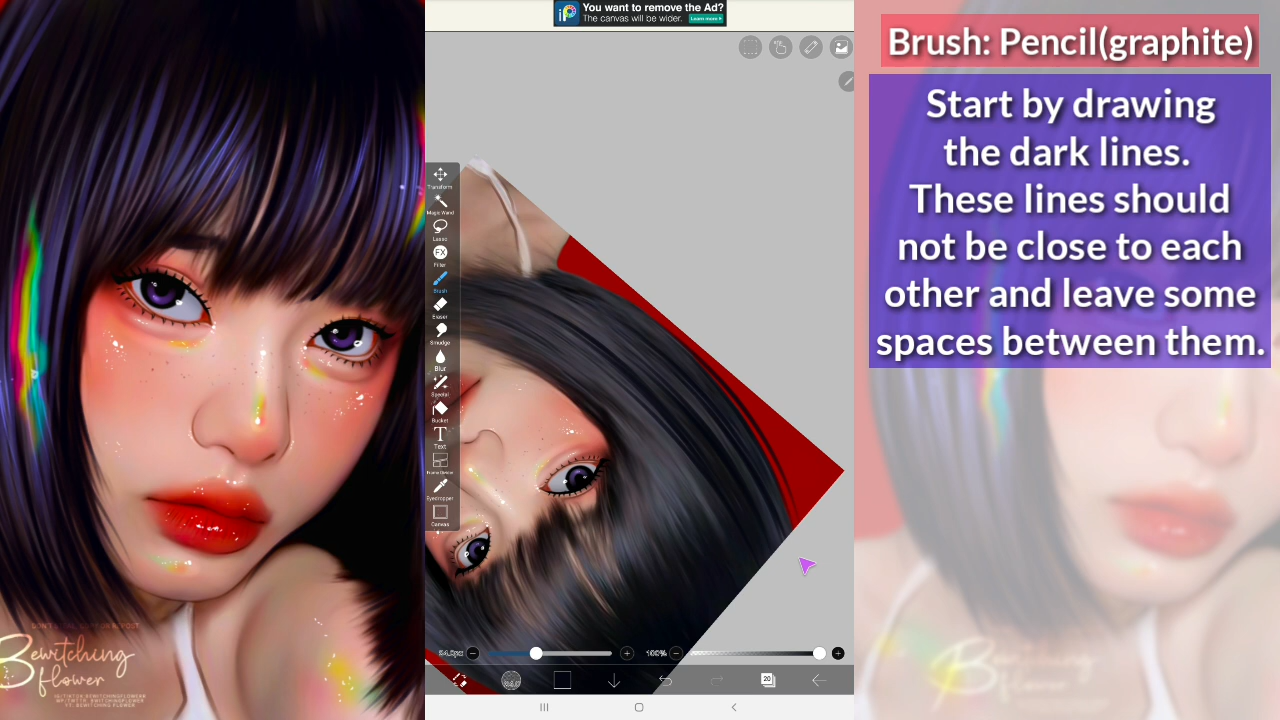 You want to remove the Ad?
The canvas will be wider.
Learn more
Transform
Magic Wand
Lasso
FX
Filter
Brush
Eraser
Smudge
Blur
Special
Bucket
T
Text
Frame Divider
Eyedropper
Canvas
100%
20
Brush: Pencil(graphite)
Start by drawing
the dark lines.
These lines should
not be close to each
other and leave some
spaces between them.
Bewitching
flower